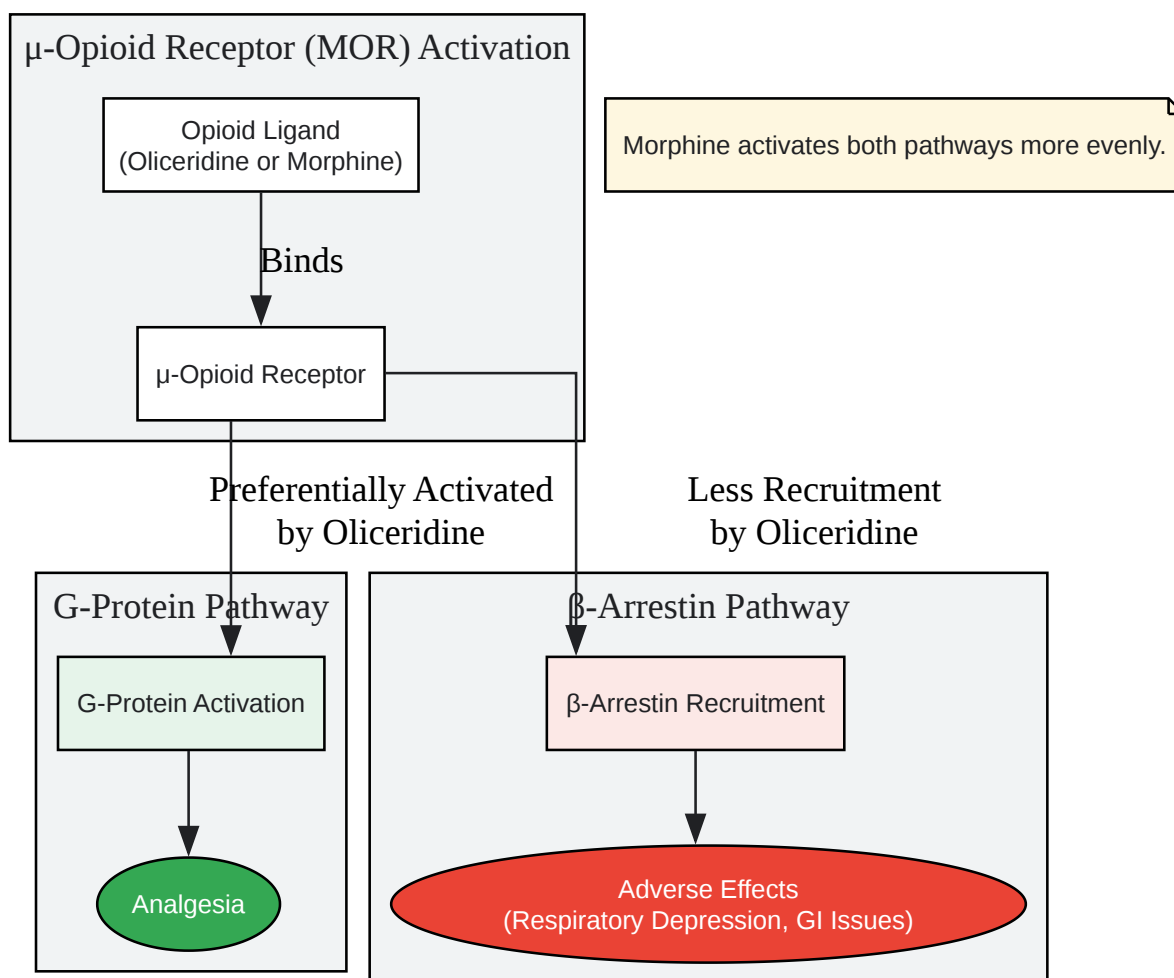 μ-Opioid Receptor (MOR) Activation
Opioid Ligand
(Oliceridine or Morphine)
Morphine activates both pathways more evenly.
Binds
μ-Opioid Receptor
Preferentially Activated
by Oliceridine
Less Recruitment
by Oliceridine
G-Protein Pathway
β-Arrestin Pathway
G-Protein Activation
β-Arrestin Recruitment
Analgesia
Adverse Effects
(Respiratory Depression, GI Issues)